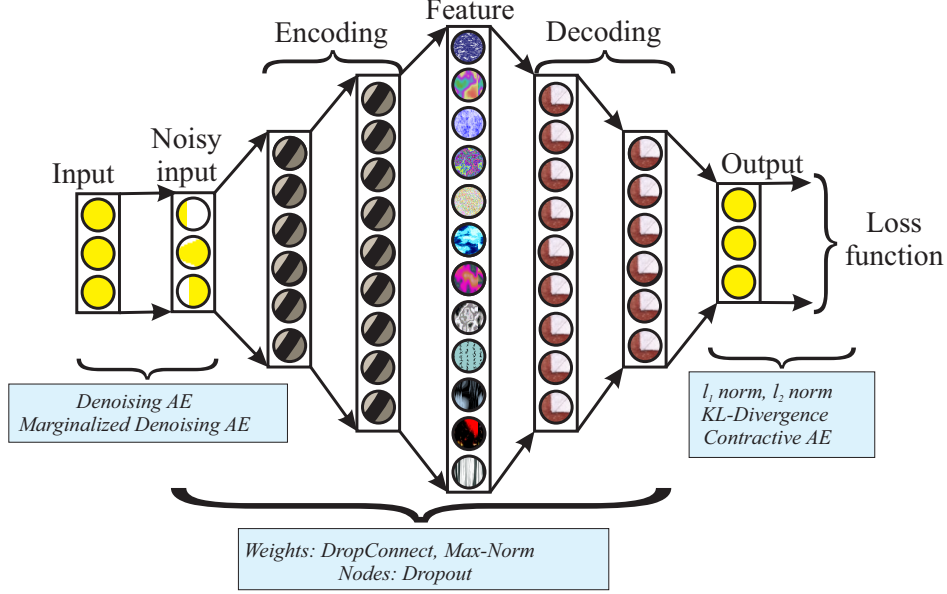 Feature
Encoding
Decoding
Noisy
input
Input
Output
Loss
function
Denoising AE
Marginalized Denoising AE
l₁ norm, l₂ norm
KL-Divergence
Contractive AE
Weights: DropConnect, Max-Norm
Nodes: Dropout